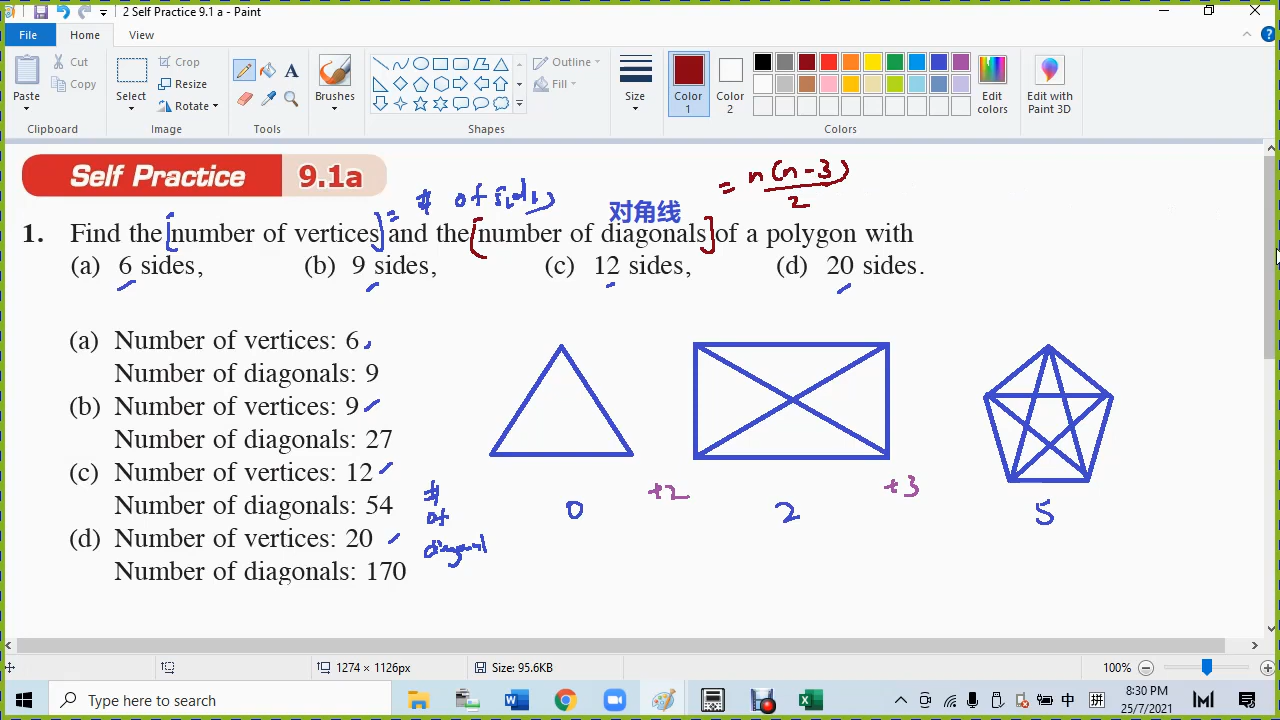 2 Self Practice 9.1 a - Paint
File Home View
Paste Cut Copy
Clipboard
Select Crop Resize Rotate
Image
Tools
Brushes
Shapes
Outline Fill
Size
Color 1 Color 2
Edit colors
Colors
Edit with Paint 3D
Self Practice 9.1a
= # of sides
对角线
= n(n-3)/2
1. Find the [number of vertices] and the [number of diagonals] of a polygon with
(a) 6 sides, (b) 9 sides, (c) 12 sides, (d) 20 sides.
(a) Number of vertices: 6
Number of diagonals: 9
(b) Number of vertices: 9
Number of diagonals: 27
(c) Number of vertices: 12
Number of diagonals: 54
(d) Number of vertices: 20
Number of diagonals: 170
# of diagonal
0 +2 2 +3 5
1274 × 1126px Size: 95.6KB 100%
Type here to search
中 拼 8:30 PM
25/7/2021